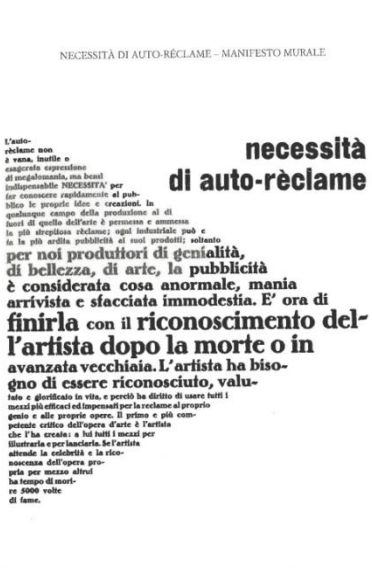 NECESSITÀ DI AUTO-RÉCLAME – MANIFESTO MURALE
necessità
di auto-rèclame
L'auto-
rèclame non
è vana, inutile o
esagerata espressione
di megalomania, ma bensì
indispensabile NECESSITA' per
far conoscere rapidamente al pub-
blico le proprie idee e creazioni. In
qualunque campo della produzione al di
fuori di quella dell'arte è permessa e ammessa
la più strepitosa rèclame; ogni industriale può e
fa la più ardita pubblicità ai suoi prodotti; soltanto
per noi produttori di genialità,
di bellezza, di arte, la pubblicità
è considerata cosa anormale, mania
arrivista e sfacciata immodestia. E' ora di
finirla con il riconoscimento del-
l'artista dopo la morte o in
avanzata vecchiaia. L'artista ha biso-
gno di essere riconosciuto, valu-
tato e glorificato in vita, e perciò ha diritto di usare tutti i
mezzi più efficaci ed impensati per la reclame al proprio
genio e alle proprie opere. Il primo e più com-
petente critico dell'opera d'arte è l'artista
che l'ha creata: a lui tutti i mezzi per
illustrarla e per lanciarla. Se l'artista
attende la celebrità e la rico-
noscenza dell'opera pro-
pria per mezzo altrui
ha tempo di mori-
re 5000 volte
di fame.